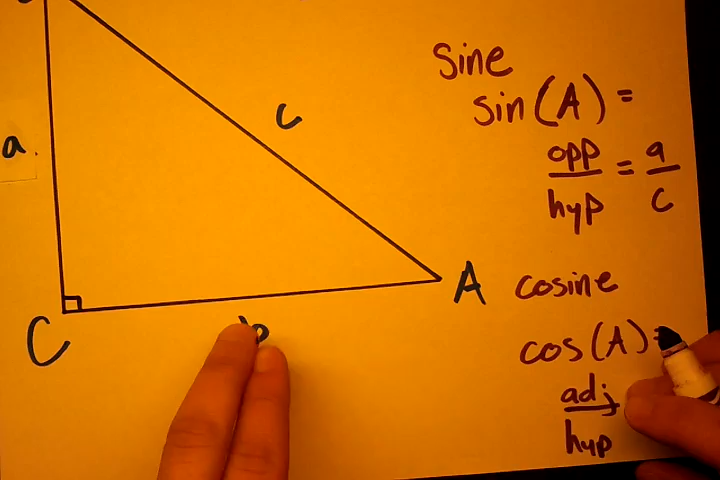 c
a
Sine
sin(A) =
opp/hyp = a/c
A
cosine
C
b
cos(A)=
adj/hyp